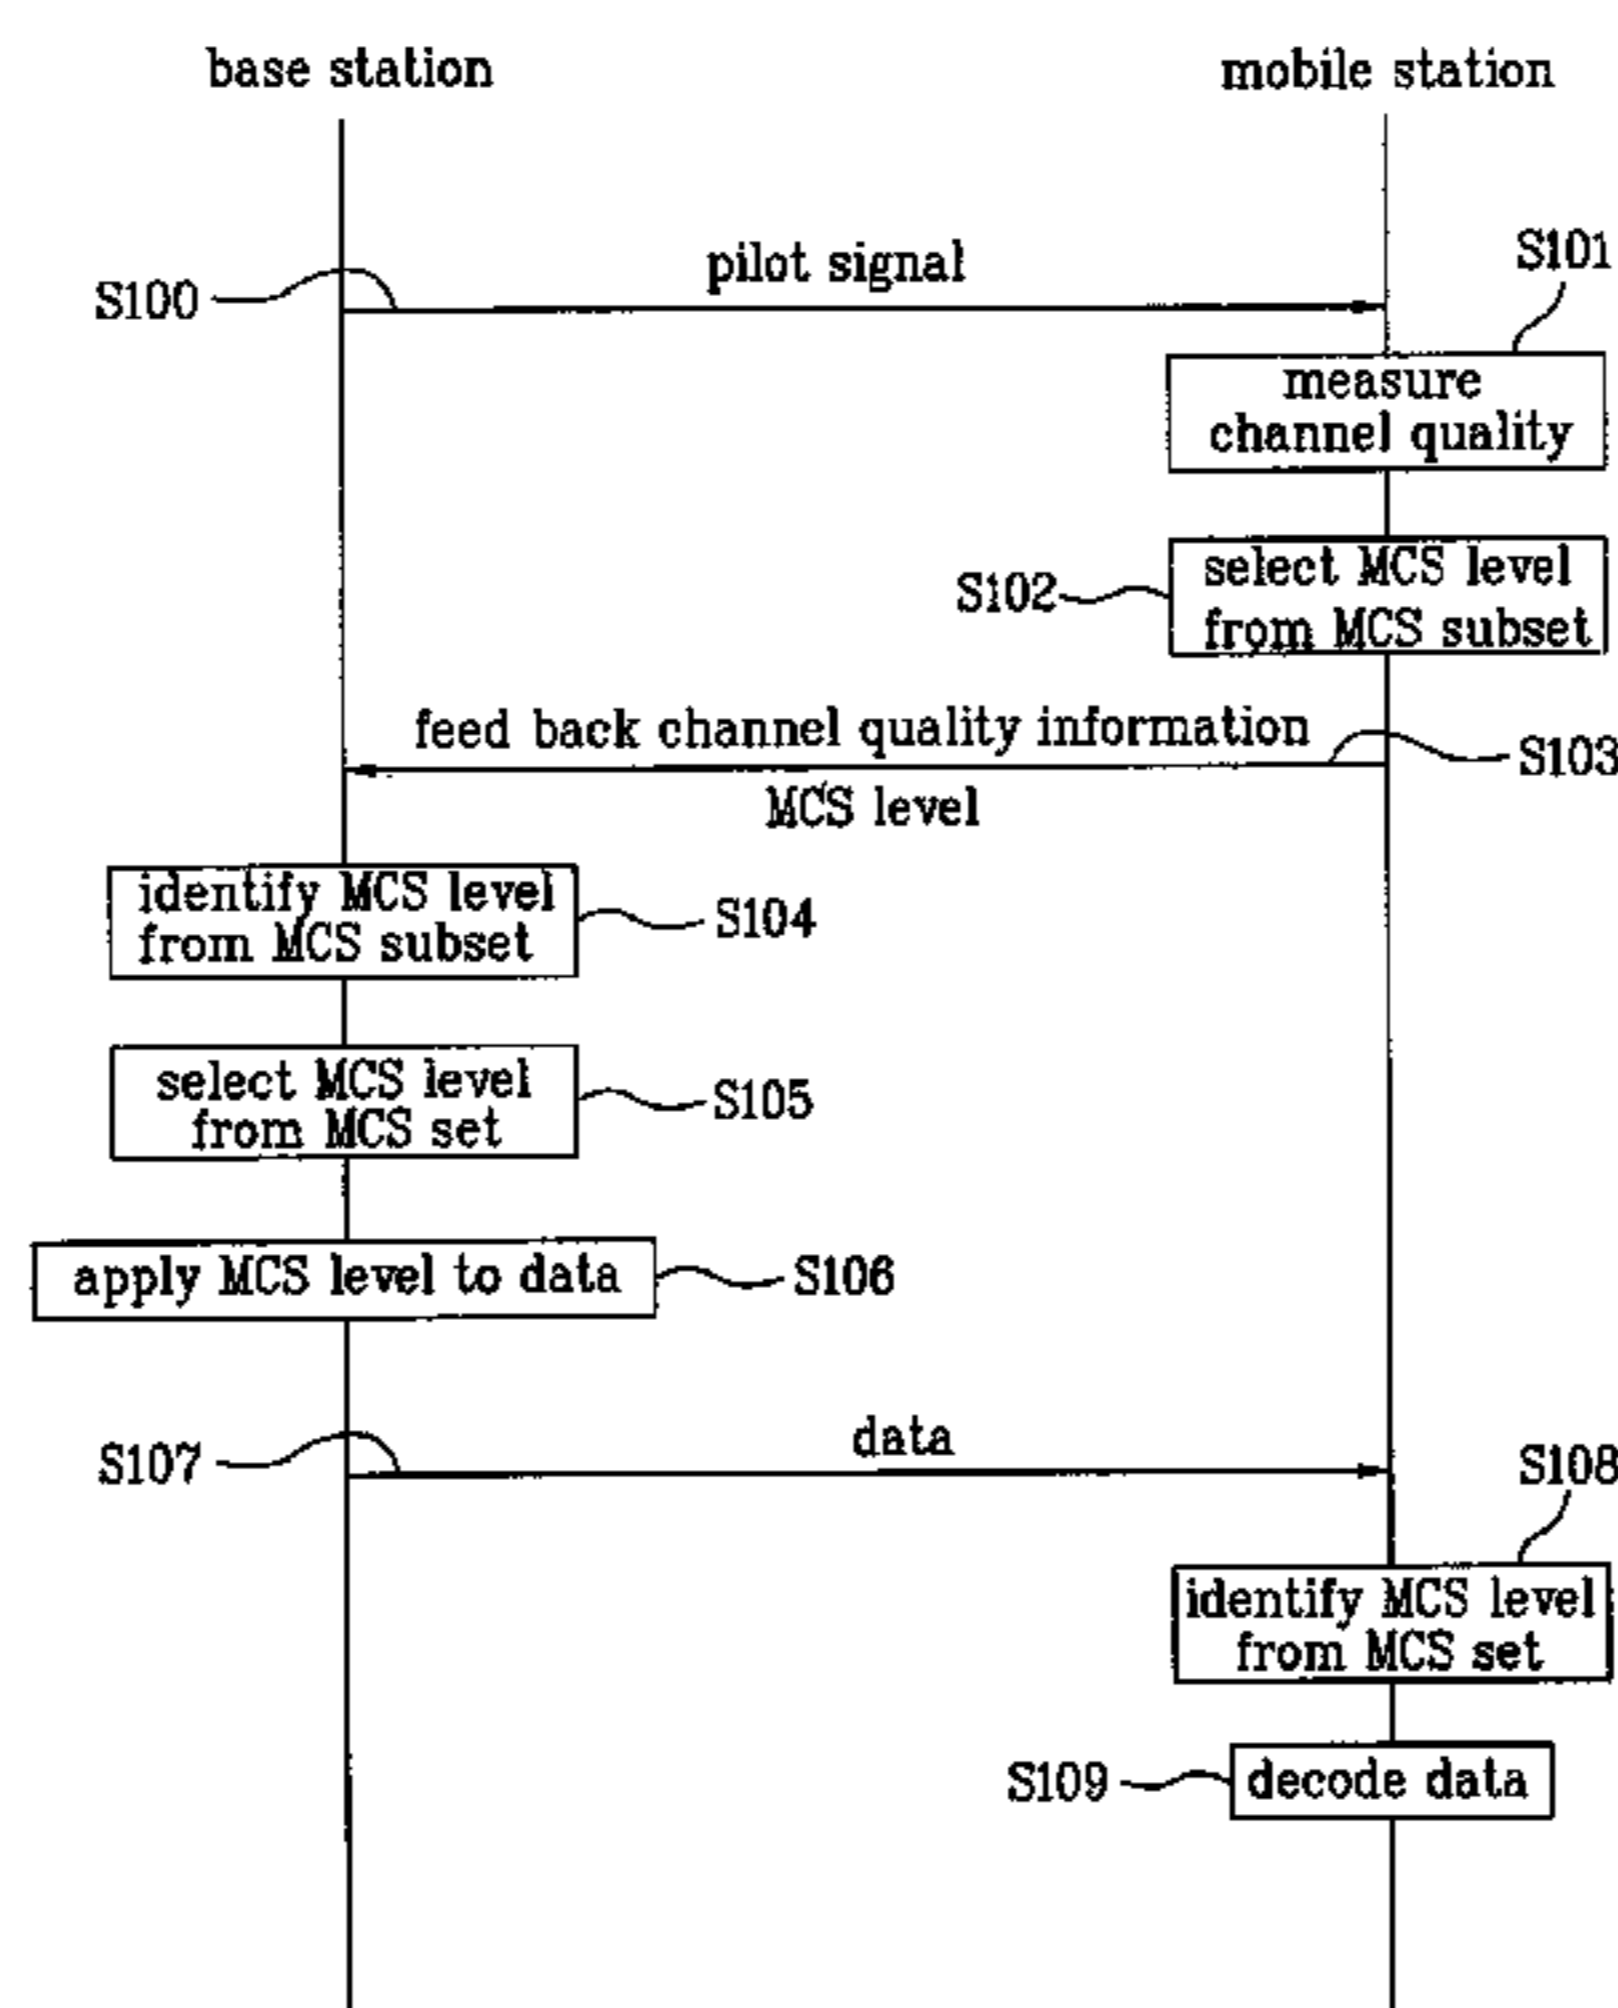 base station
mobile station
pilot signal
S100
S101
measure
channel quality
S102
select MCS level
from MCS subset
feed back channel quality information
S103
MCS level
identify MCS level
from MCS subset
S104
select MCS level
from MCS set
S105
apply MCS level to data
S106
data
S107
S108
identify MCS level
from MCS set
S109
decode data